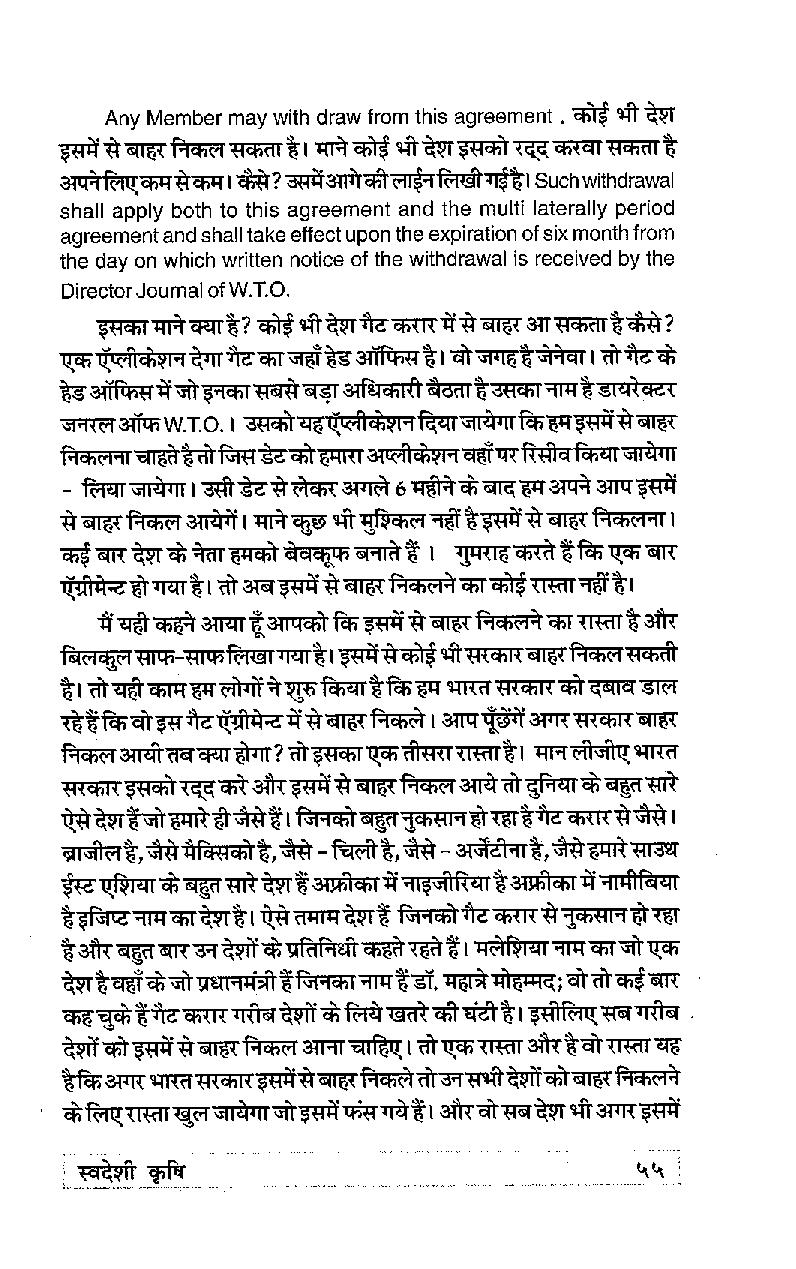 Any Member may with draw from this agreement . कोई भी देश
इसमें से बाहर निकल सकता है। माने कोई भी देश इसको रद्द करवा सकता है
अपने लिए कम से कम। कैसे? उसमें आगे की लाईन लिखी गई है। Such withdrawal
shall apply both to this agreement and the multi laterally period
agreement and shall take effect upon the expiration of six month from
the day on which written notice of the withdrawal is received by the
Director Journal of W.T.O.
इसका माने क्या है? कोई भी देश गैट करार में से बाहर आ सकता है कैसे?
एक ऍप्लीकेशन देगा गैट का जहाँ हेड ऑफिस है। वो जगह है जेनेवा। तो गैट के
हेड ऑफिस में जो इनका सबसे बड़ा अधिकारी बैठता है उसका नाम है डायरेक्टर
जनरल ऑफ W.T.O. । उसको यह ऍप्लीकेशन दिया जायेगा कि हम इसमें से बाहर
निकलना चाहते है तो जिस डेट को हमारा अप्लीकेशन वहाँ पर रिसीव किया जायेगा
- लिया जायेगा। उसी डेट से लेकर अगले 6 महीने के बाद हम अपने आप इसमें
से बाहर निकल आयेगें। माने कुछ भी मुश्किल नहीं है इसमें से बाहर निकलना।
कई बार देश के नेता हमको बेवकूफ बनाते हैं । गुमराह करते हैं कि एक बार
ऍग्रीमेन्ट हो गया है। तो अब इसमें से बाहर निकलने का कोई रास्ता नहीं है।
मैं यही कहने आया हूँ आपको कि इसमें से बाहर निकलने का रास्ता है और
बिलकुल साफ-साफ लिखा गया है। इसमें से कोई भी सरकार बाहर निकल सकती
है। तो यही काम हम लोगों ने शुरु किया है कि हम भारत सरकार को दबाव डाल
रहे हैं कि वो इस गैट ऍग्रीमेन्ट में से बाहर निकले। आप पूँछेंगें अगर सरकार बाहर
निकल आयी तब क्या होगा? तो इसका एक तीसरा रास्ता है। मान लीजीए भारत
सरकार इसको रद्द करे और इसमें से बाहर निकल आये तो दुनिया के बहुत सारे
ऐसे देश हैं जो हमारे ही जैसे हैं। जिनको बहुत नुकसान हो रहा है गैट करार से जैसे।
ब्राजील है, जैसे मैक्सिको है, जैसे - चिली है, जैसे - अर्जेंटीना है, जैसे हमारे साउथ
ईस्ट एशिया के बहुत सारे देश हैं अफ्रीका में नाइजीरिया है अफ्रीका में नामीबिया
है इजिप्ट नाम का देश है। ऐसे तमाम देश हैं जिनको गैट करार से नुकसान हो रहा
है और बहुत बार उन देशों के प्रतिनिधी कहते रहते हैं। मलेशिया नाम का जो एक
देश है वहाँ के जो प्रधानमंत्री हैं जिनका नाम हैं डॉ. महात्रे मोहम्मद; वो तो कई बार
कह चुके हैं गैट करार गरीब देशों के लिये खतरे की घंटी है। इसीलिए सब गरीब
देशों को इसमें से बाहर निकल आना चाहिए। तो एक रास्ता और है वो रास्ता यह
है कि अगर भारत सरकार इसमें से बाहर निकले तो उन सभी देशों को बाहर निकलने
के लिए रास्ता खुल जायेगा जो इसमें फंस गये हैं। और वो सब देश भी अगर इसमें
स्वदेशी कृषि ५५